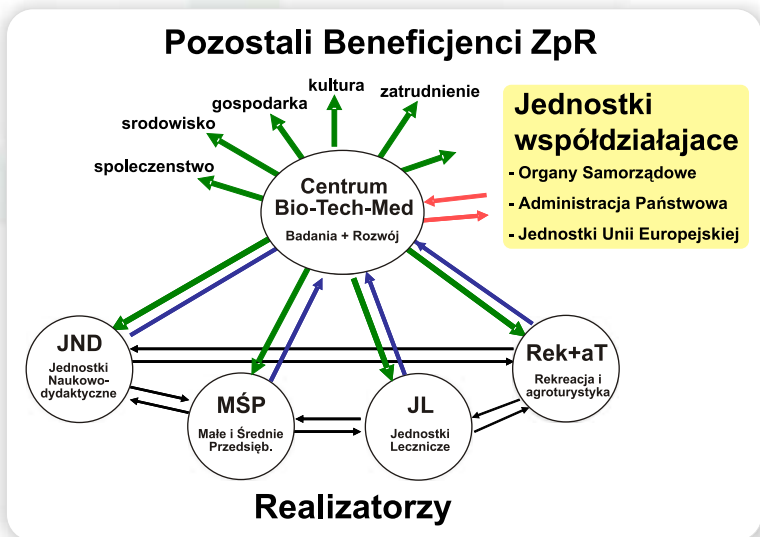 Pozostali Beneficjenci ZpR
kultura
zatrudnienie
gospodarka
srodowisko
spoleczenstwo
Jednostki
współdziałajace
- Organy Samorządowe
- Administracja Państwowa
- Jednostki Unii Europejskiej
Centrum
Bio-Tech-Med
Badania + Rozwój
JND
Jednostki
Naukowo-
dydaktyczne
MŚP
Małe i Średnie
Przedsięb.
JL
Jednostki
Lecznicze
Rek+aT
Rekreacja i
agroturystyka
Realizatorzy